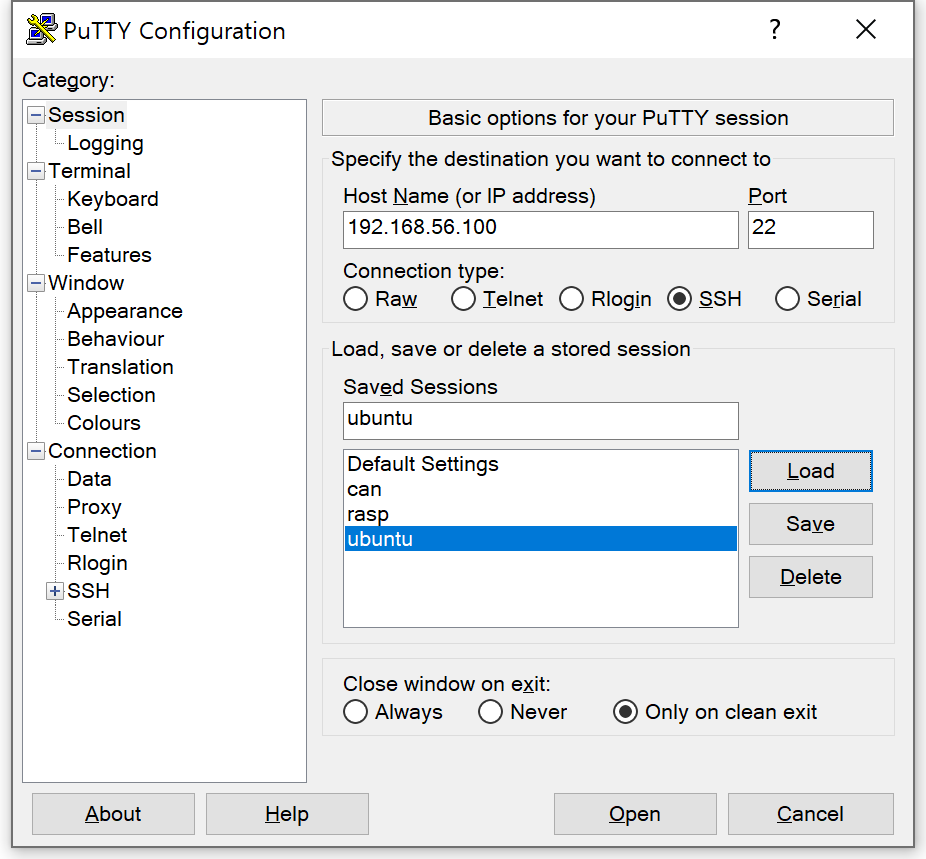 PuTTY Configuration
?
Category:
Session
Logging
Terminal
Keyboard
Bell
Features
Window
Appearance
Behaviour
Translation
Selection
Colours
Connection
Data
Proxy
Telnet
Rlogin
SSH
Serial
Basic options for your PuTTY session
Specify the destination you want to connect to
Host Name (or IP address) Port
192.168.56.100 22
Connection type:
Raw Telnet Rlogin SSH Serial
Load, save or delete a stored session
Saved Sessions
ubuntu
Default Settings
can
rasp
ubuntu
Load
Save
Delete
Close window on exit:
Always Never Only on clean exit
About Help Open Cancel